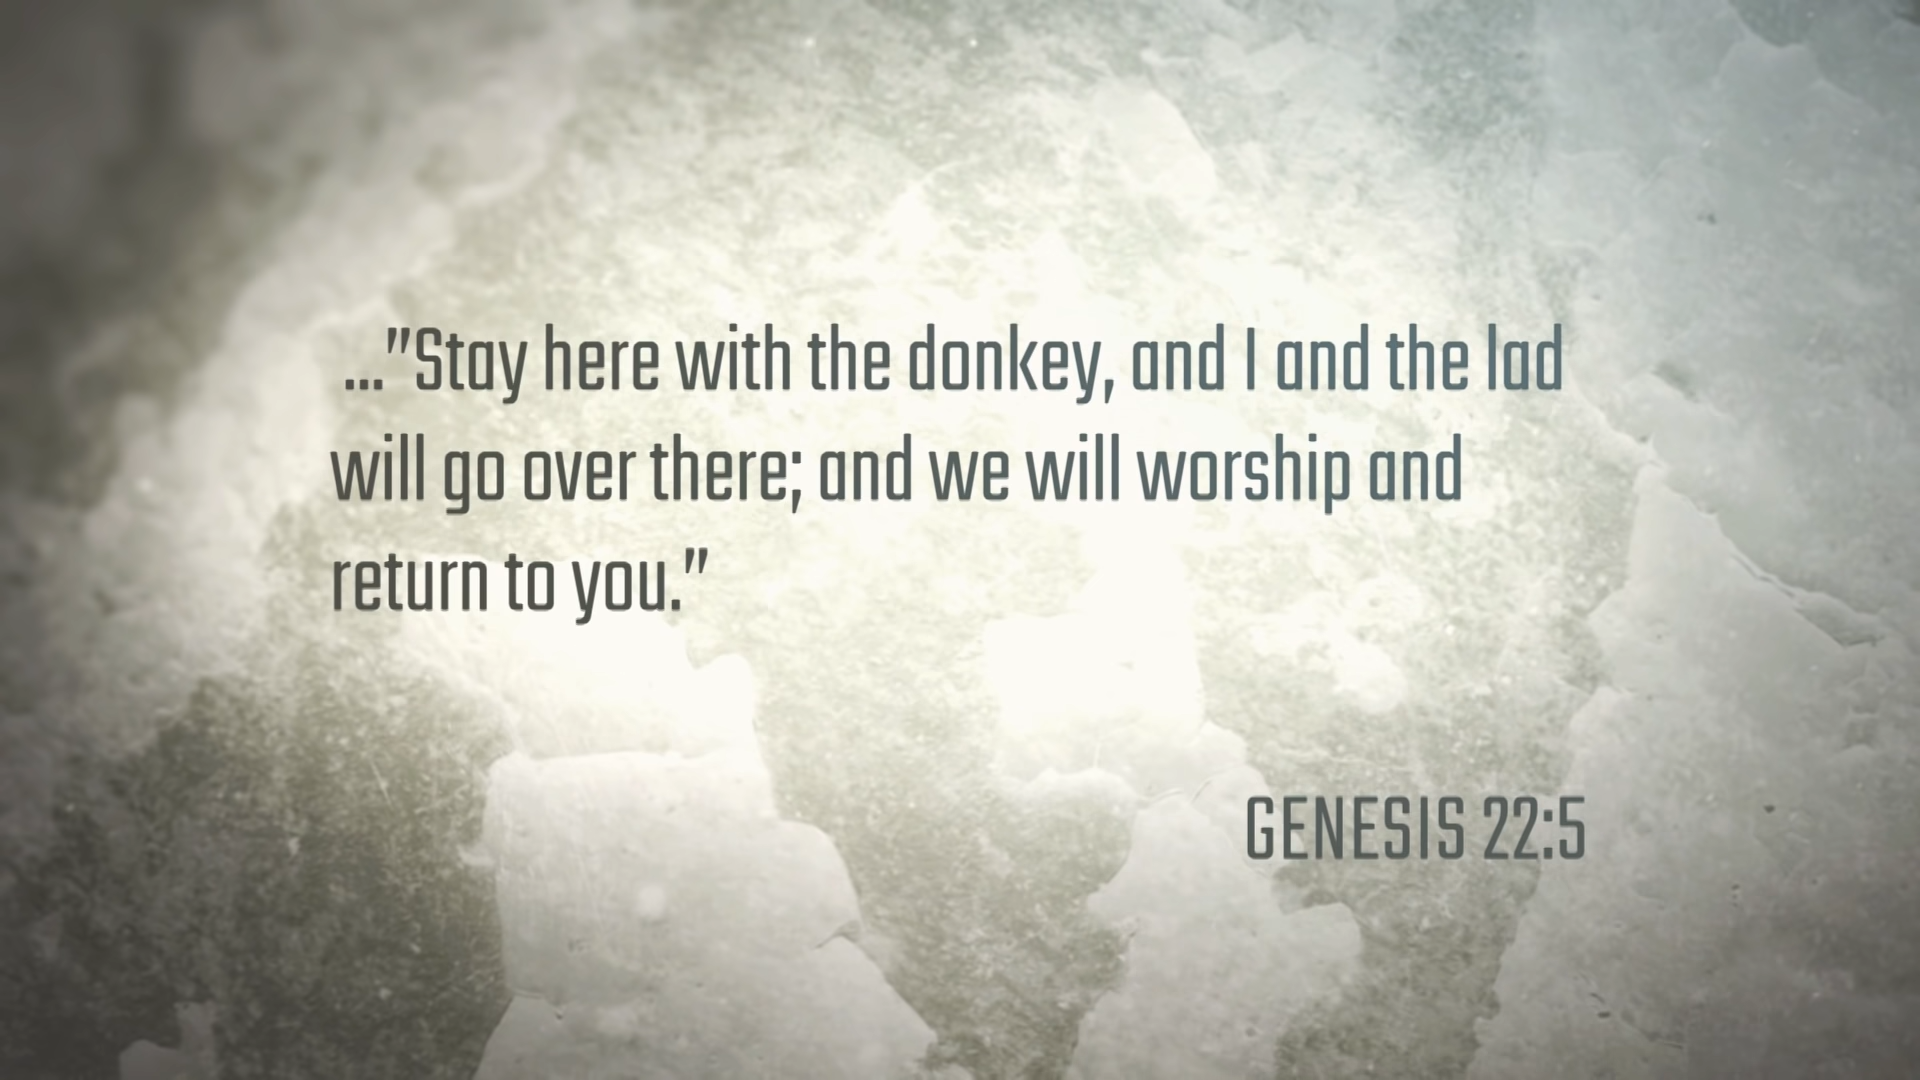 ..."Stay here with the donkey, and I and the lad
will go over there; and we will worship and
return to you."
GENESIS 22:5